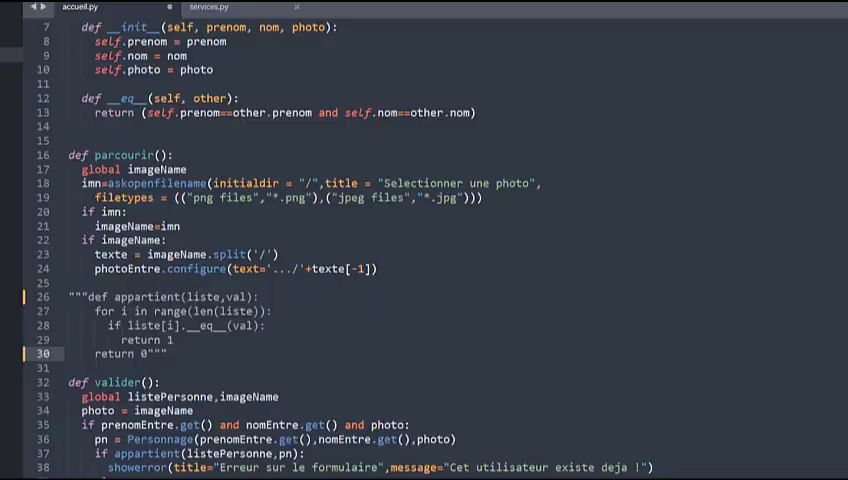 accueil.py
services.py
7 def __init__(self, prenom, nom, photo):
8 self.prenom = prenom
9 self.nom = nom
10 self.photo = photo
11
12 def __eq__(self, other):
13 return (self.prenom==other.prenom and self.nom==other.nom)
14
15
16 def parcourir():
17 global imageName
18 imn=askopenfilename(initialdir = "/",title = "Selectionner une photo",
19 filetypes = (("png files","*.png"),("jpeg files","*.jpg")))
20 if imn:
21 imageName=imn
22 if imageName:
23 texte = imageName.split('/')
24 photoEntre.configure(text='.../'+texte[-1])
25
26 """def appartient(liste,val):
27 for i in range(len(liste)):
28 if liste[i].__eq__(val):
29 return 1
30 return 0"""
31
32 def valider():
33 global listePersonne,imageName
34 photo = imageName
35 if prenomEntre.get() and nomEntre.get() and photo:
36 pn = Personnage(prenomEntre.get(),nomEntre.get(),photo)
37 if appartient(listePersonne,pn):
38 showerror(title="Erreur sur le formulaire",message="Cet utilisateur existe deja !")